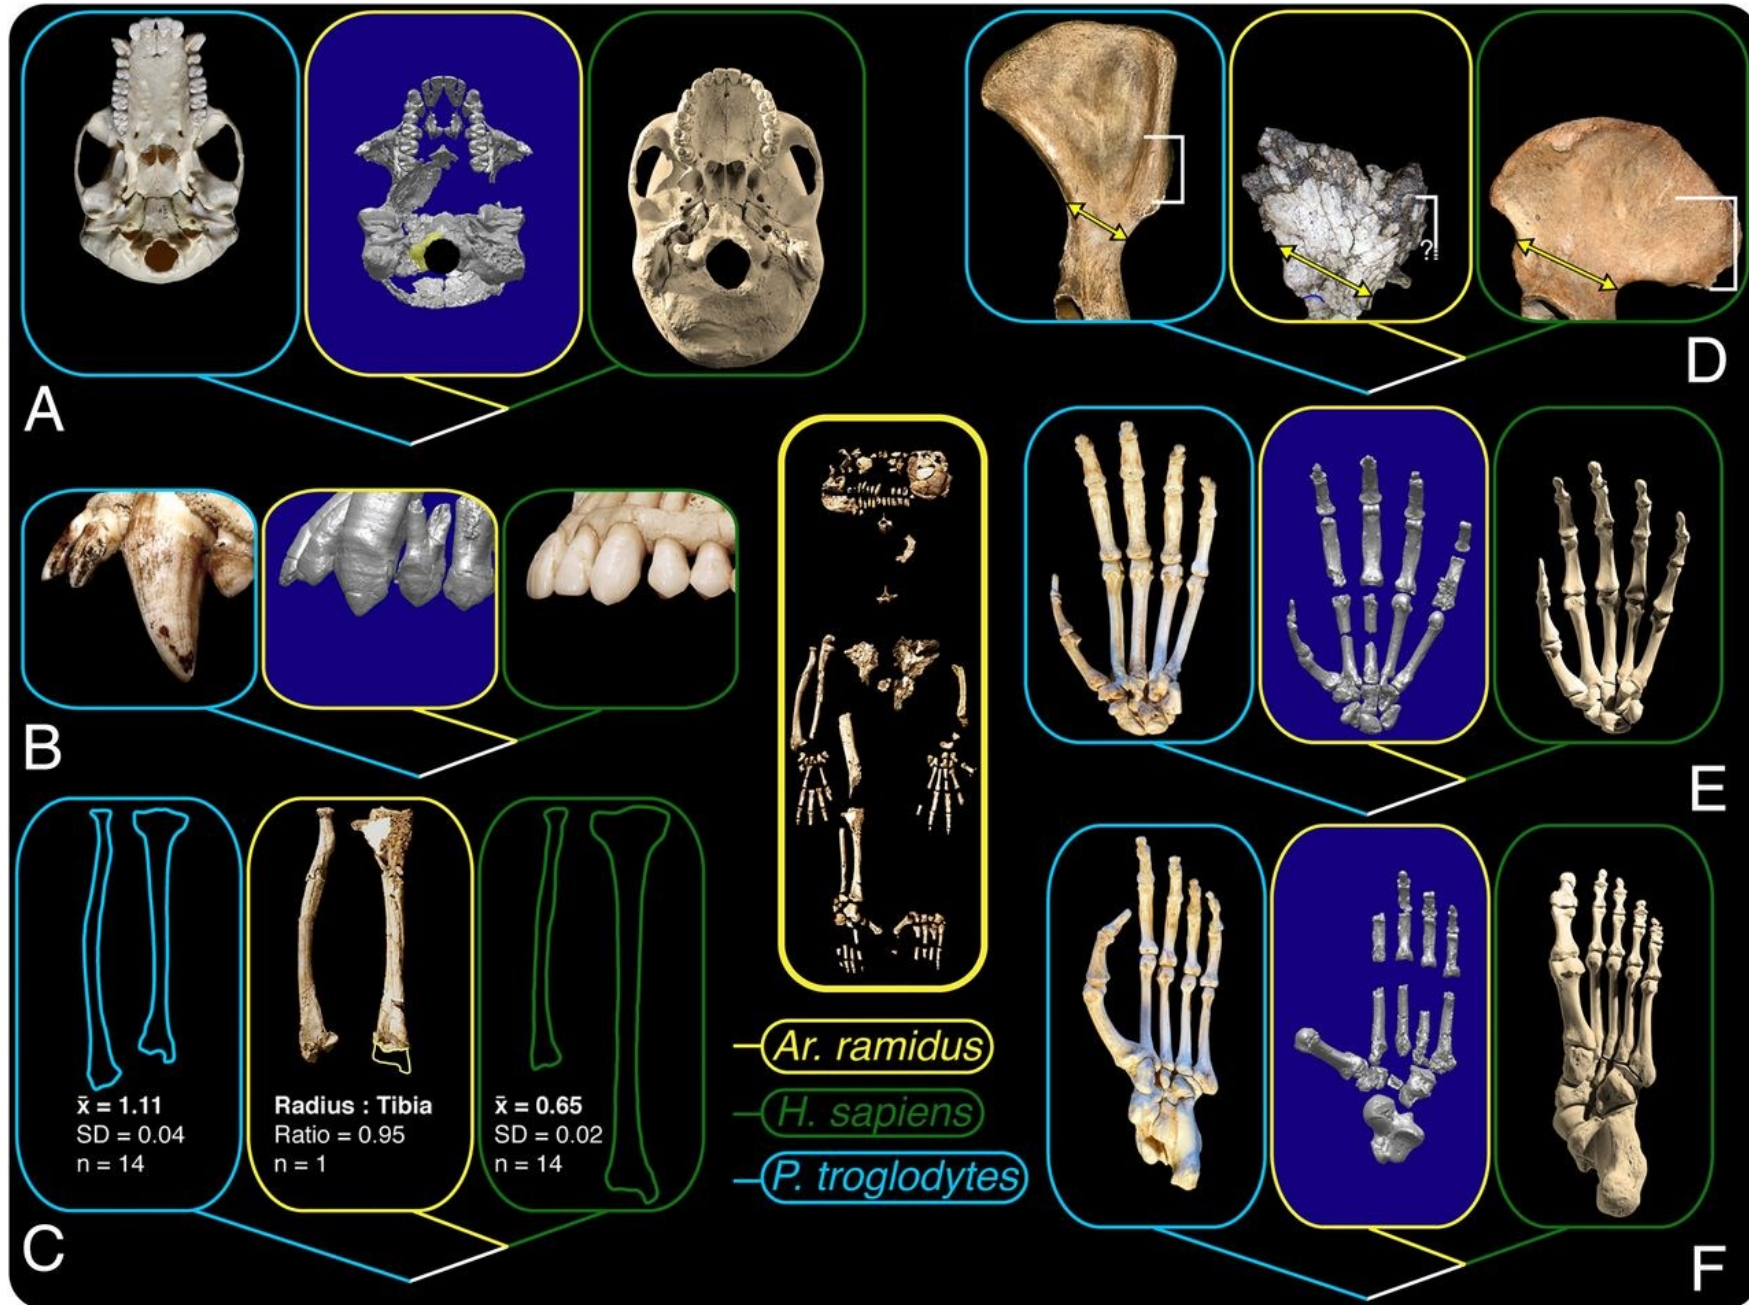 A
D
?
B
E
x̄ = 1.11
SD = 0.04
n = 14
Radius : Tibia
Ratio = 0.95
n = 1
x̄ = 0.65
SD = 0.02
n = 14
Ar. ramidus
H. sapiens
P. troglodytes
C
F